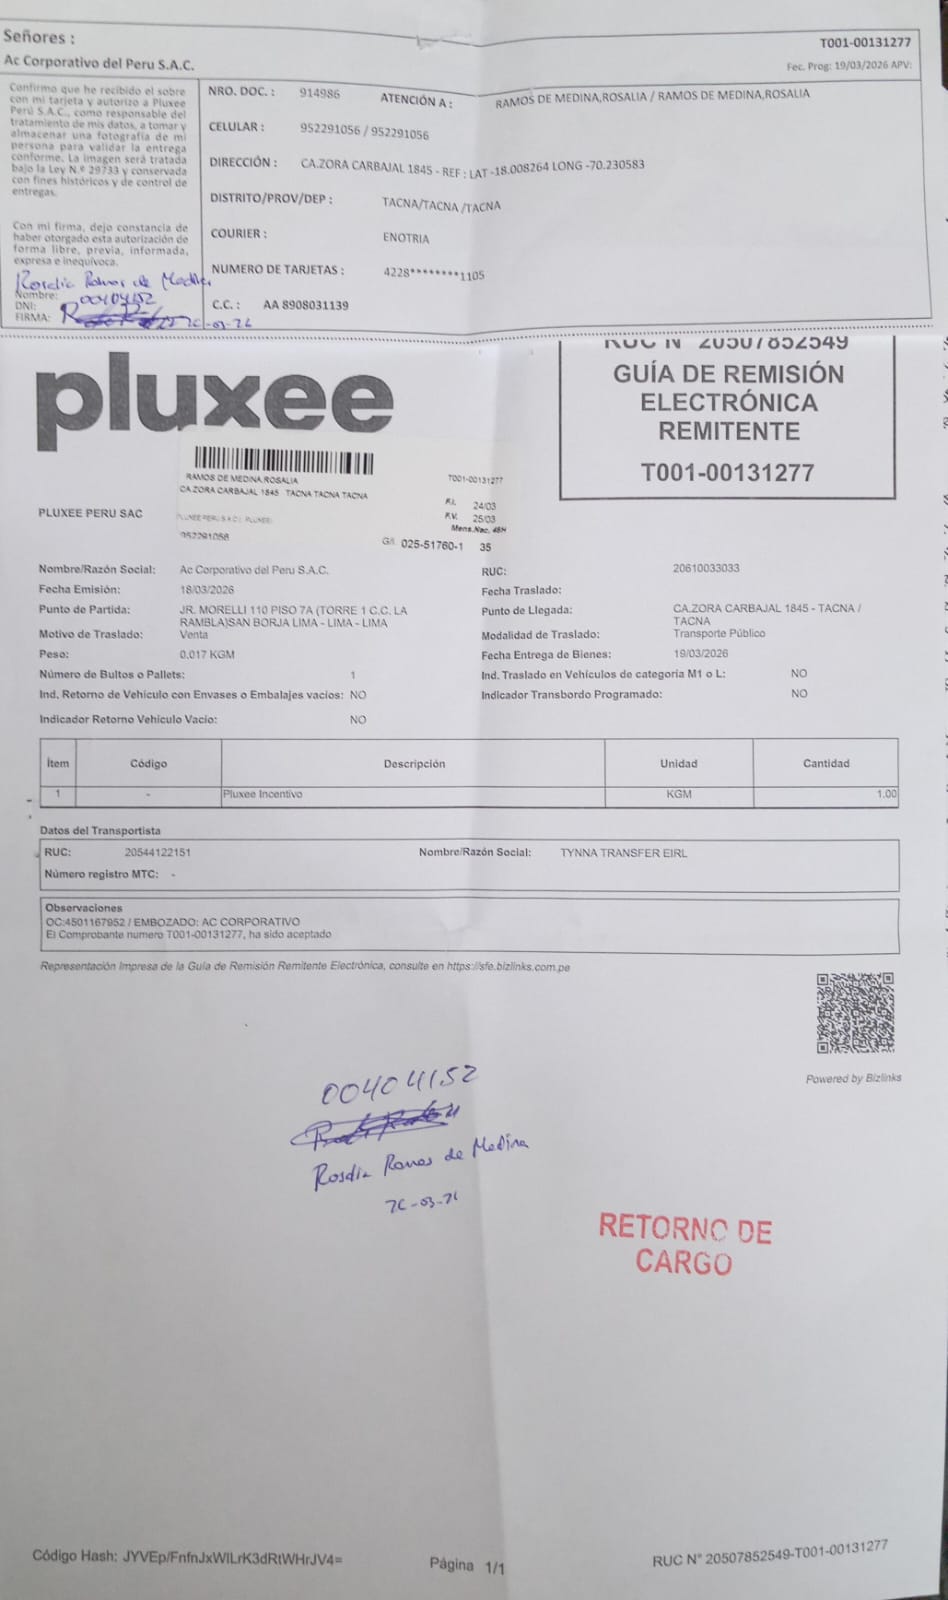 Señores :
Ac Corporativo del Peru S.A.C.
T001-00131277
Fec. Prog: 19/03/2026 APV:
Confirmo que he recibido el sobre
con mi tarjeta y autorizo a Pluxee
Perú S.A.C., como responsable del
tratamiento de mis datos, a tomar y
almacenar una fotografía de mi
persona para validar la entrega
conforme. La imagen será tratada
bajo la Ley N.º 29733 y conservada
con fines históricos y de control de
entregas.
Con mi firma, dejo constancia de
haber otorgado esta autorización de
forma libre, previa, informada,
expresa e inequívoca.
Nombre: Rosalia Ramos de Medina
DNI: 00404152
FIRMA:
NRO. DOC. : 914986 ATENCIÓN A : RAMOS DE MEDINA,ROSALIA / RAMOS DE MEDINA,ROSALIA
CELULAR : 952291056 / 952291056
DIRECCIÓN : CA.ZORA CARBAJAL 1845 - REF : LAT -18.008264 LONG -70.230583
DISTRITO/PROV/DEP : TACNA/TACNA /TACNA
COURIER : ENOTRIA
NUMERO DE TARJETAS : 4228********1105
C.C. : AA 8908031139
pluxee
RUC N° 20507852549
GUÍA DE REMISIÓN
ELECTRÓNICA
REMITENTE
T001-00131277
RAMOS DE MEDINA,ROSALIA T001-00131277
CA.ZORA CARBAJAL 1845 TACNA TACNA TACNA
F.I. 24/03
F.V. 25/03
Mens.Nac. 48H
PLUXEE PERU S.A.C
952291056
G/I. 025-51760-1 35
PLUXEE PERU SAC
Nombre/Razón Social: Ac Corporativo del Peru S.A.C. RUC: 20610033033
Fecha Emisión: 18/03/2026 Fecha Traslado:
Punto de Partida: JR. MORELLI 110 PISO 7A (TORRE 1 C.C. LA
RAMBLA)SAN BORJA LIMA - LIMA - LIMA
Punto de Llegada: CA.ZORA CARBAJAL 1845 - TACNA /
TACNA
Motivo de Traslado: Venta Modalidad de Traslado: Transporte Público
Peso: 0.017 KGM Fecha Entrega de Bienes: 19/03/2026
Número de Bultos o Pallets: 1 Ind. Traslado en Vehículos de categoría M1 o L: NO
Ind. Retorno de Vehículo con Envases o Embalajes vacíos: NO Indicador Transbordo Programado: NO
Indicador Retorno Vehículo Vacío: NO
Ítem Código Descripción Unidad Cantidad
1 - Pluxee Incentivo KGM 1.00
Datos del Transportista
RUC: 20544122151 Nombre/Razón Social: TYNNA TRANSFER EIRL
Número registro MTC: -
Observaciones
OC:4501167952 / EMBOZADO: AC CORPORATIVO
El Comprobante numero T001-00131277, ha sido aceptado
Representación Impresa de la Guía de Remisión Remitente Electrónica, consulte en https://sfe.bizlinks.com.pe
Powered by Bizlinks
00404152
Rosalia Ramos de Medina
RETORNO DE
CARGO
Código Hash: JYVEp/FnfnJxWILrK3dRtWHrJV4=
Página 1/1
RUC N° 20507852549-T001-00131277